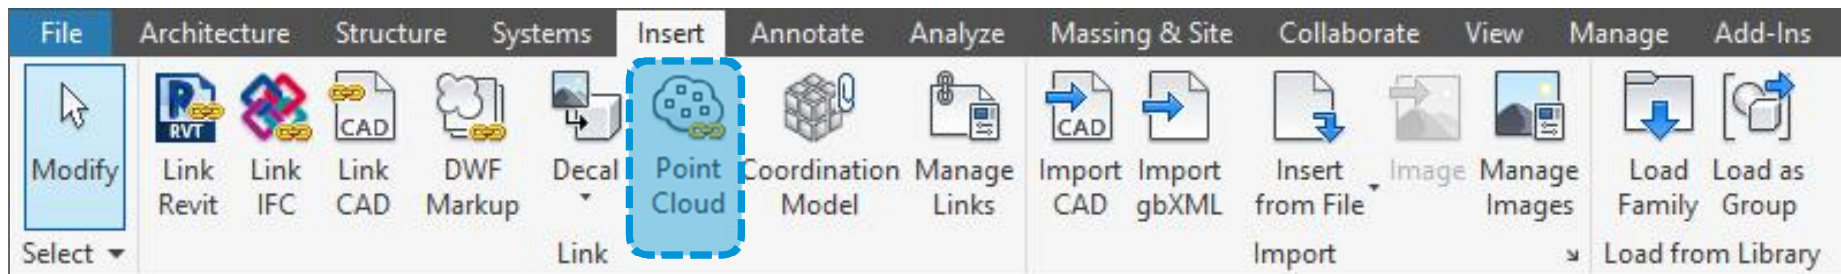 File Architecture Structure Systems Insert Annotate Analyze Massing & Site Collaborate View Manage Add-Ins
RVT CAD CAD
Modify Link Link Link DWF Decal Point Coordination Manage Import Import Insert Image Manage Load Load as
Revit IFC CAD Markup Cloud Model Links CAD gbXML from File Images Family Group
Select Link Import Load from Library